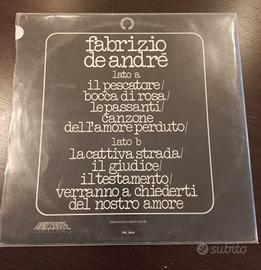 fabrizio
de andré
lato a
il pescatore/
bocca di rosa/
le passanti/
canzone
dell'amore perduto/
lato b
la cattiva strada/
il giudice/
il testamento/
verranno a chiederti
del nostro amore
subito